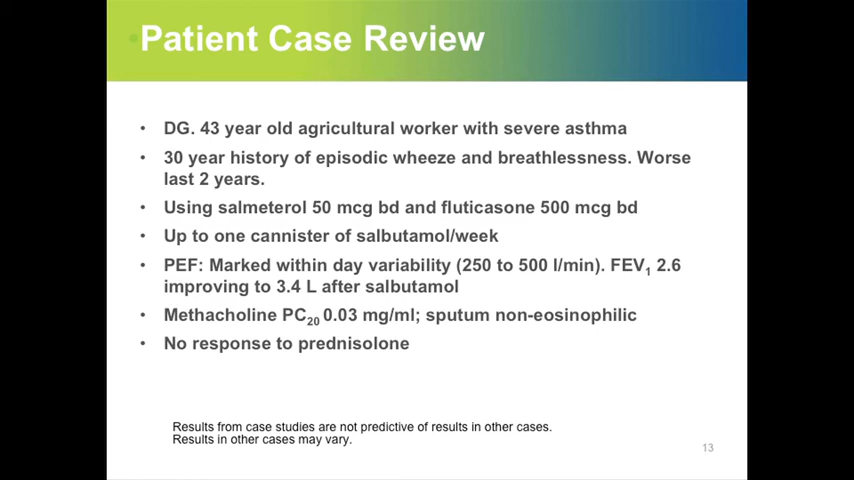 •Patient Case Review
• DG. 43 year old agricultural worker with severe asthma
• 30 year history of episodic wheeze and breathlessness. Worse
last 2 years.
• Using salmeterol 50 mcg bd and fluticasone 500 mcg bd
• Up to one cannister of salbutamol/week
• PEF: Marked within day variability (250 to 500 l/min). FEV₁ 2.6
improving to 3.4 L after salbutamol
• Methacholine PC₂₀ 0.03 mg/ml; sputum non-eosinophilic
• No response to prednisolone
Results from case studies are not predictive of results in other cases.
Results in other cases may vary.
13